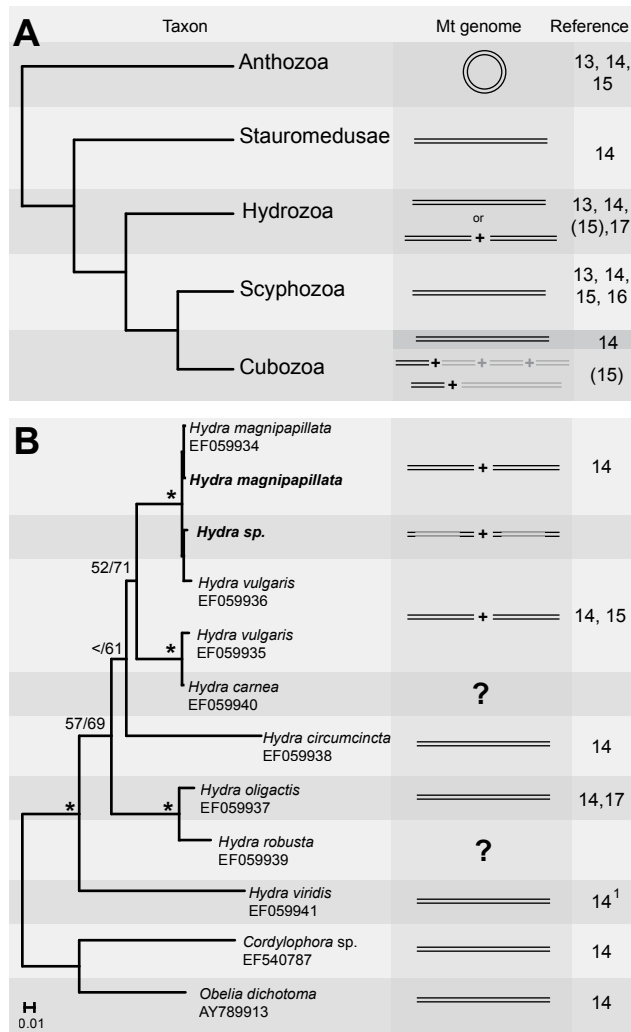 A
Taxon Mt genome Reference
Anthozoa 13, 14,
15
Stauromedusae 14
Hydrozoa or + 13, 14,
(15),17
Scyphozoa 13, 14,
15, 16
14
Cubozoa + + + (15)
+
B
Hydra magnipapillata
EF059934
+ 14
Hydra magnipapillata
*
Hydra sp. +
52/71
Hydra vulgaris
EF059936
+ 14, 15
Hydra vulgaris
EF059935
</61
*
Hydra carnea ?
EF059940
57/69
Hydra circumcincta 14
EF059938
Hydra oligactis 14,17
EF059937
* *
Hydra robusta ?
EF059939
Hydra viridis 14¹
EF059941
Cordylophora sp. 14
EF540787
Obelia dichotoma 14
AY789913
0.01